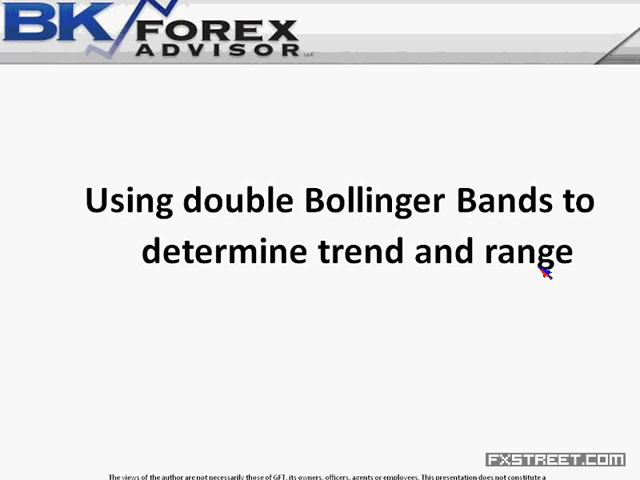 BK FOREX
ADVISOR LLC
Using double Bollinger Bands to
determine trend and range
FXSTREET.COM
The views of the author are not necessarily those of GFT, its owners, officers, agents or employees. This presentation does not constitute a